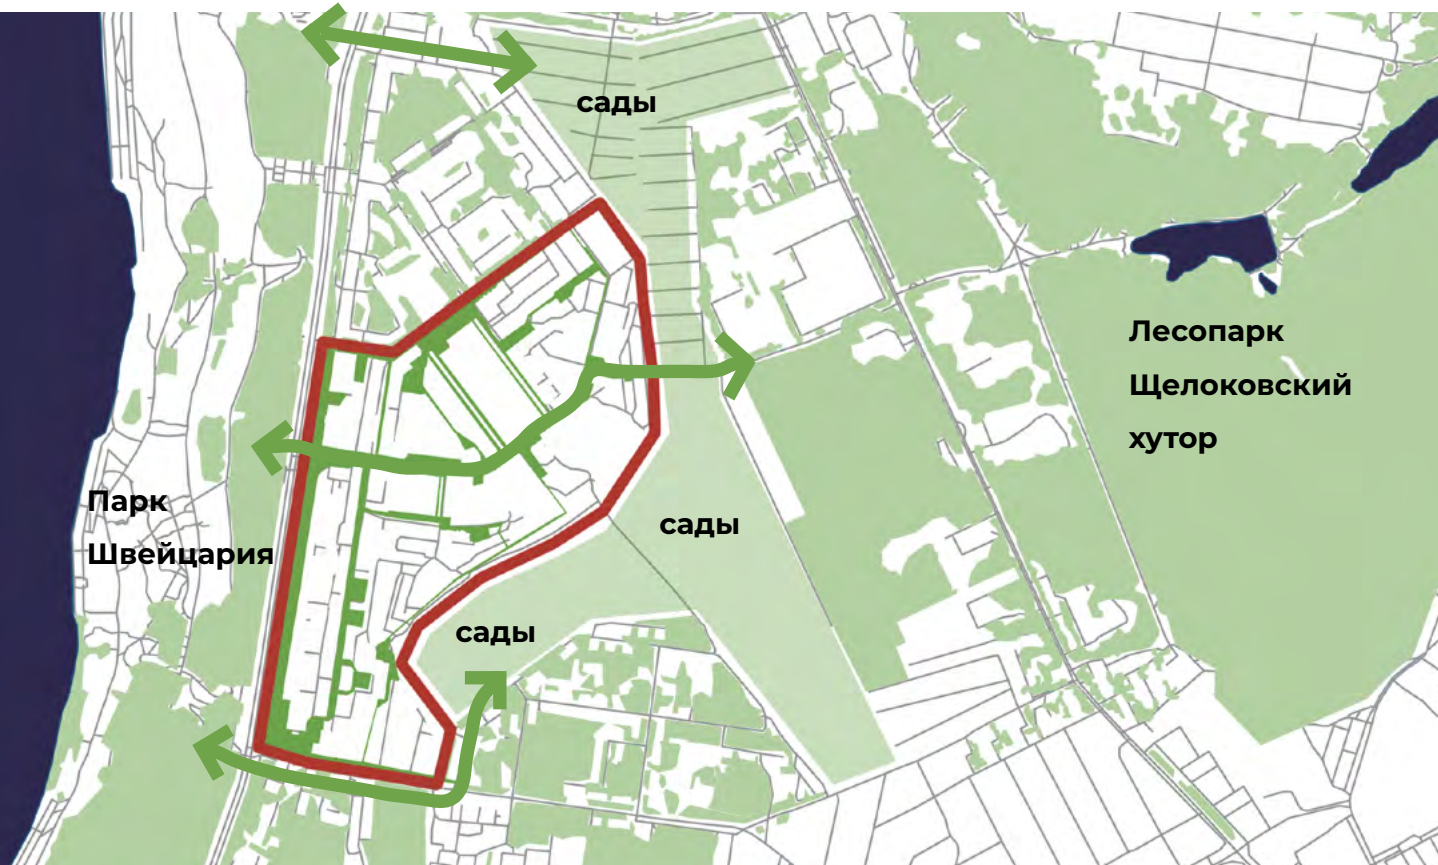 сады
Лесопарк
Щелоковский
хутор
Парк
Швейцария
сады
сады